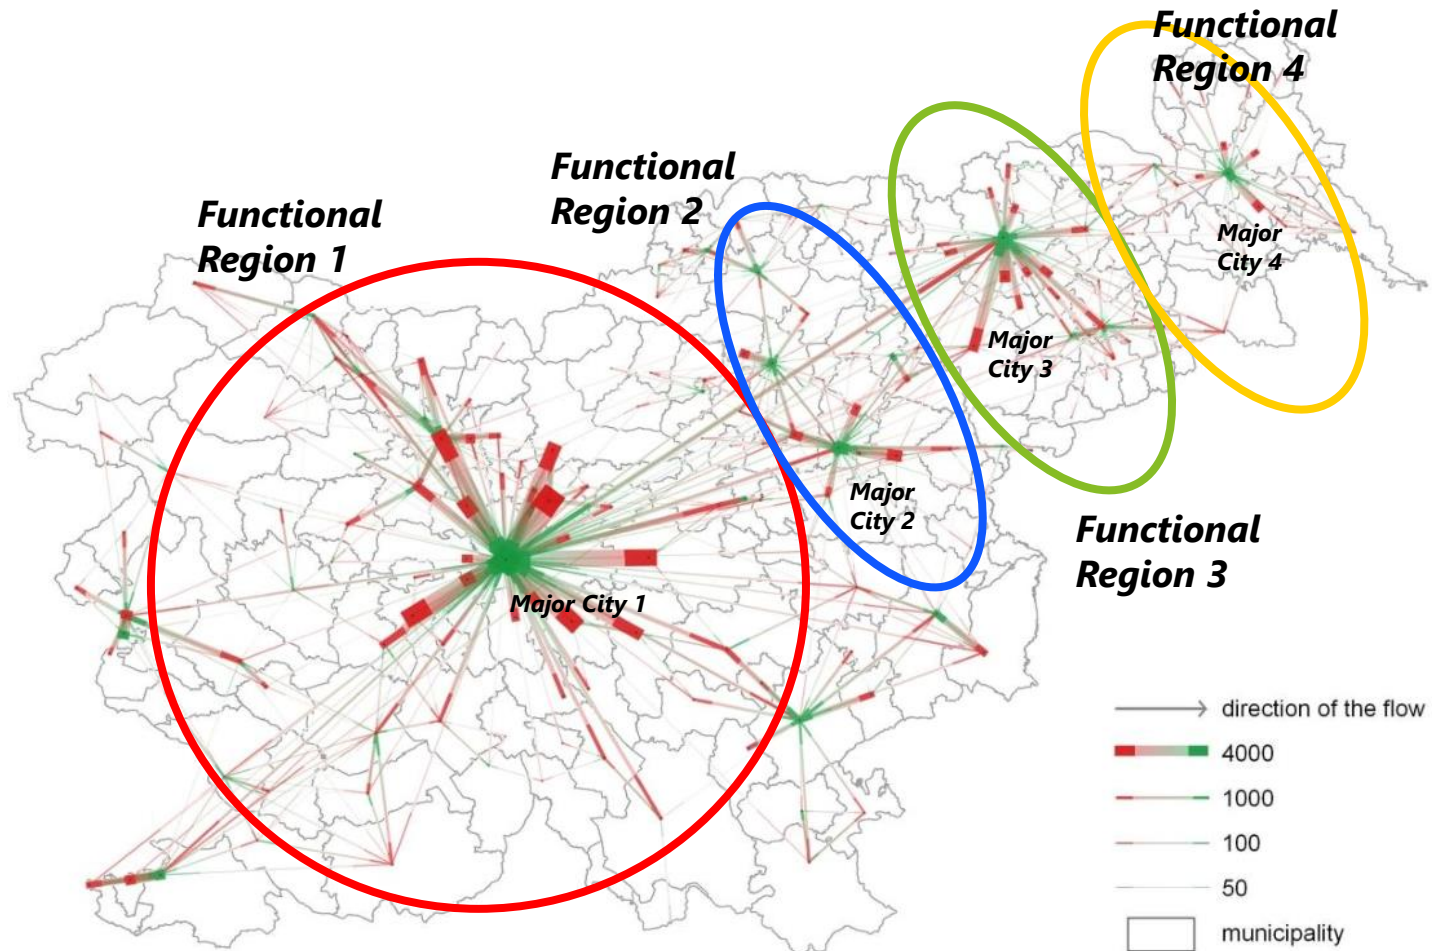 Functional
Region 4
Functional
Region 2
Functional
Region 1
Major
City 4
Major
City 3
Major
City 2
Functional
Region 3
Major City 1
direction of the flow
4000
1000
100
50
municipality